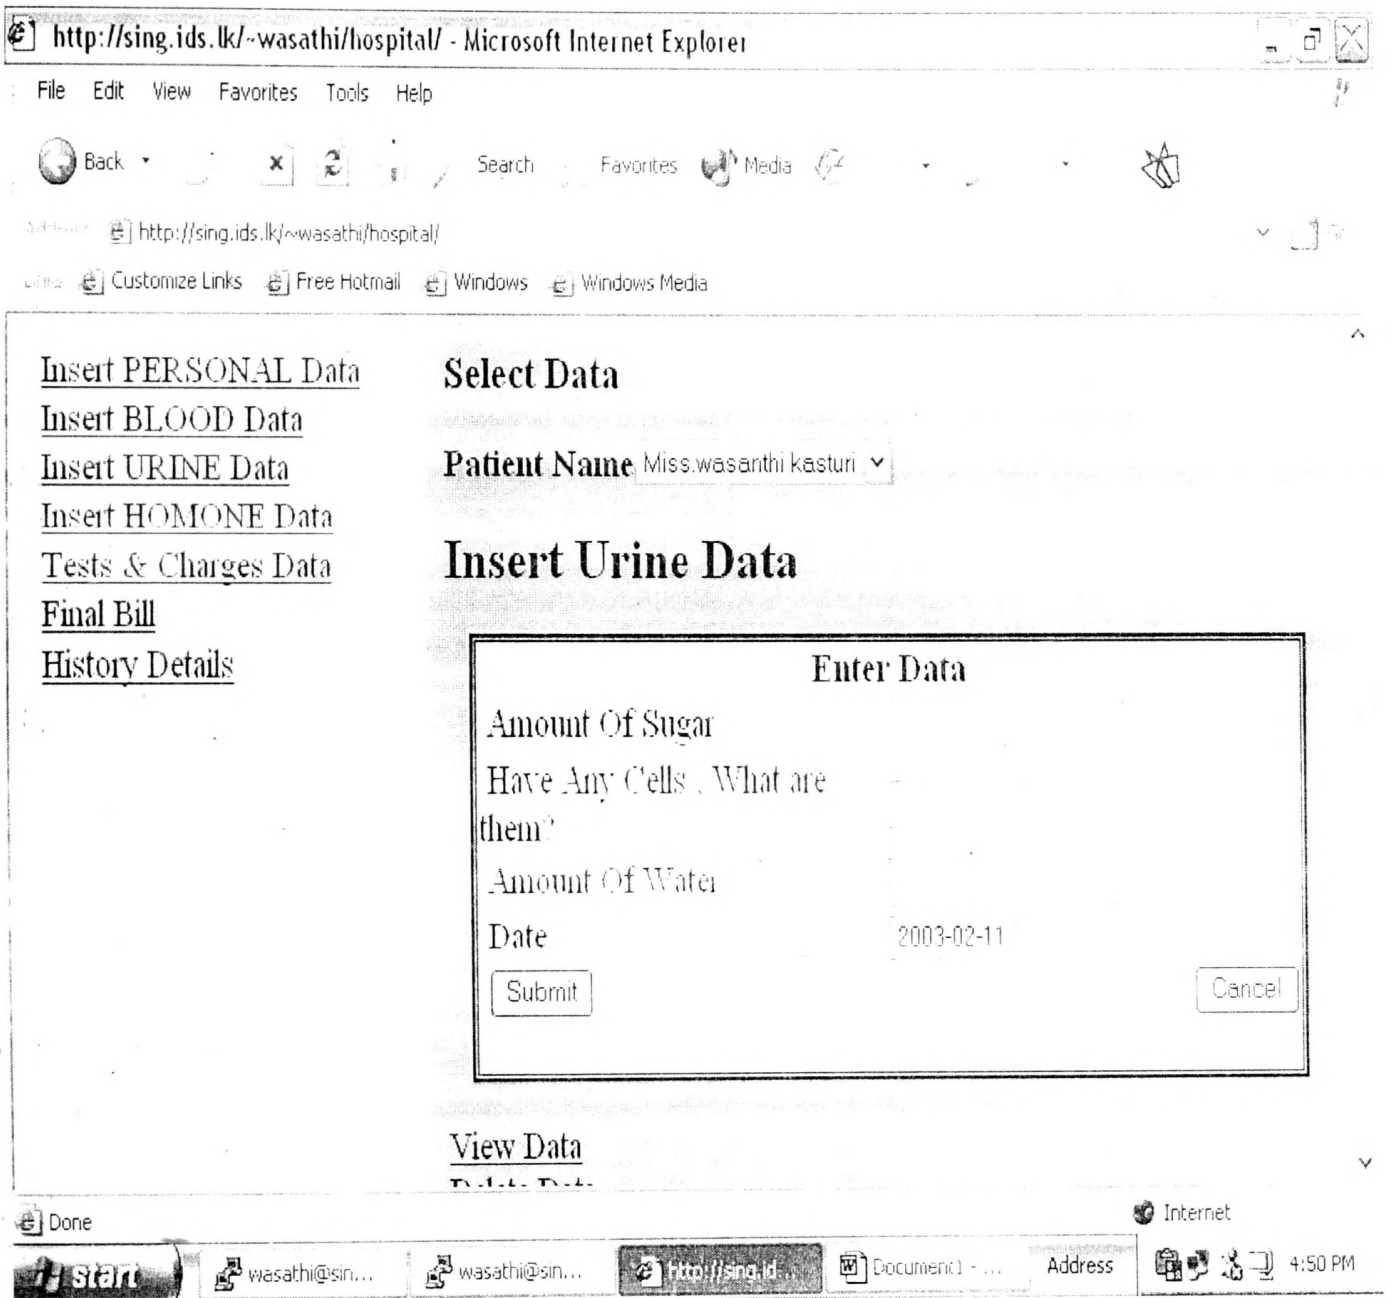 http://sing.ids.lk/~wasathi/hospital/ - Microsoft Internet Explorer
File Edit View Favorites Tools Help
Back Search Favorites Media
Address http://sing.ids.lk/~wasathi/hospital/
Links Customize Links Free Hotmail Windows Windows Media
Insert PERSONAL Data
Insert BLOOD Data
Insert URINE Data
Insert HOMONE Data
Tests & Charges Data
Final Bill
History Details
Select Data
Patient Name Miss.wasanthi kasturi
Insert Urine Data
Enter Data
Amount Of Sugar
Have Any Cells , What are
them?
Amount Of Water
Date 2003-02-11
Submit Cancel
View Data
Delete Data
Done Internet
start wasathi@sin... wasathi@sin... http://sing.id... Document1 - ... Address 4:50 PM